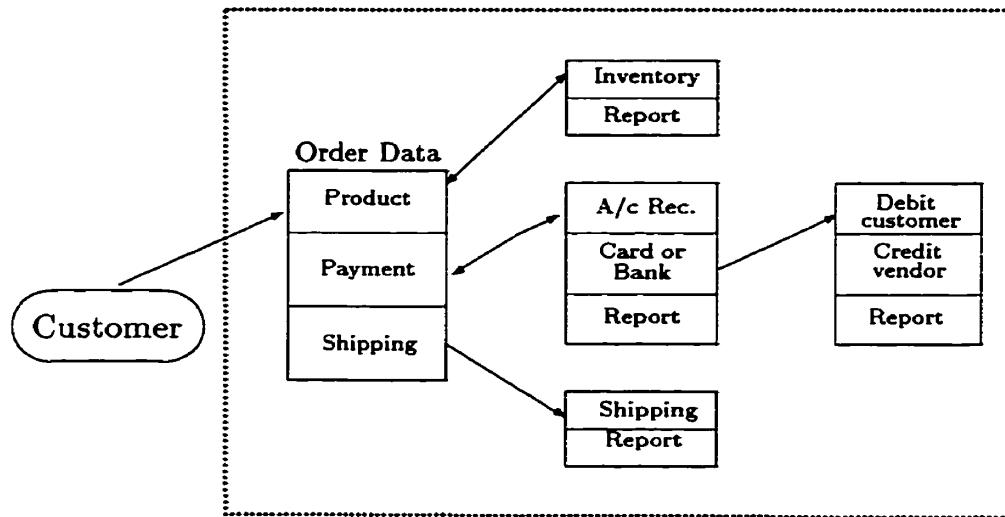 Customer
Order Data
Product
Payment
Shipping
Inventory
Report
A/c Rec.
Card or
Bank
Report
Shipping
Report
Debit
customer
Credit
vendor
Report